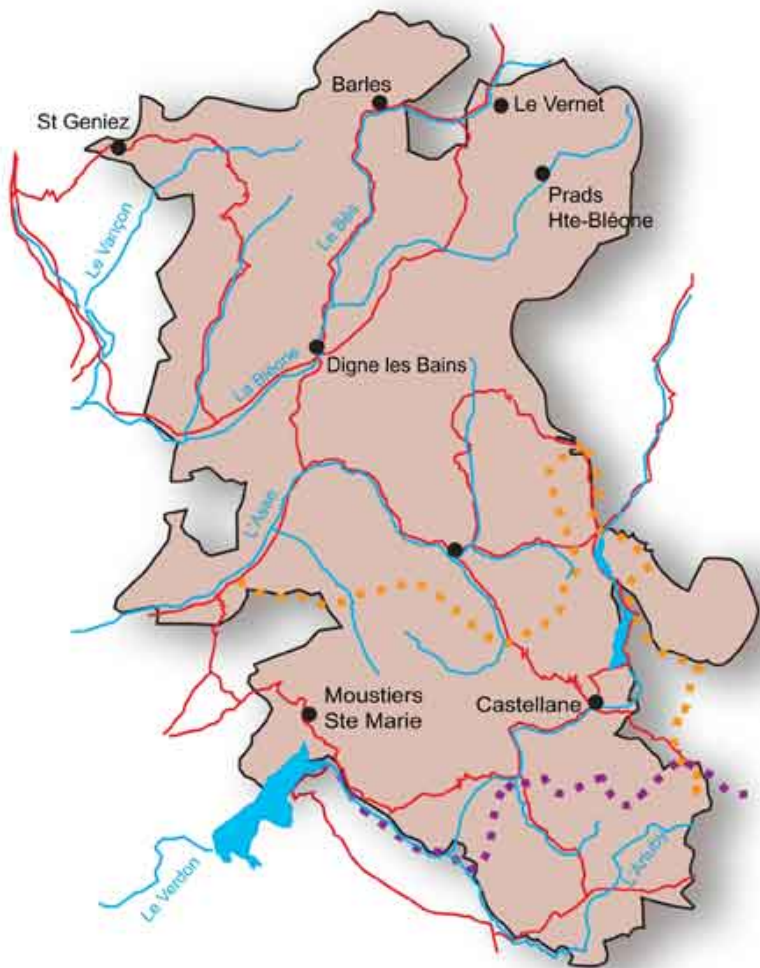 Barles
Le Vernet
St Geniez
Prads
Hte-Bléone
Le Vançon
Le Bès
La Bléone
Digne les Bains
L'Asse
Moustiers
Ste Marie
Castellane
Le Verdon
L'Artuby